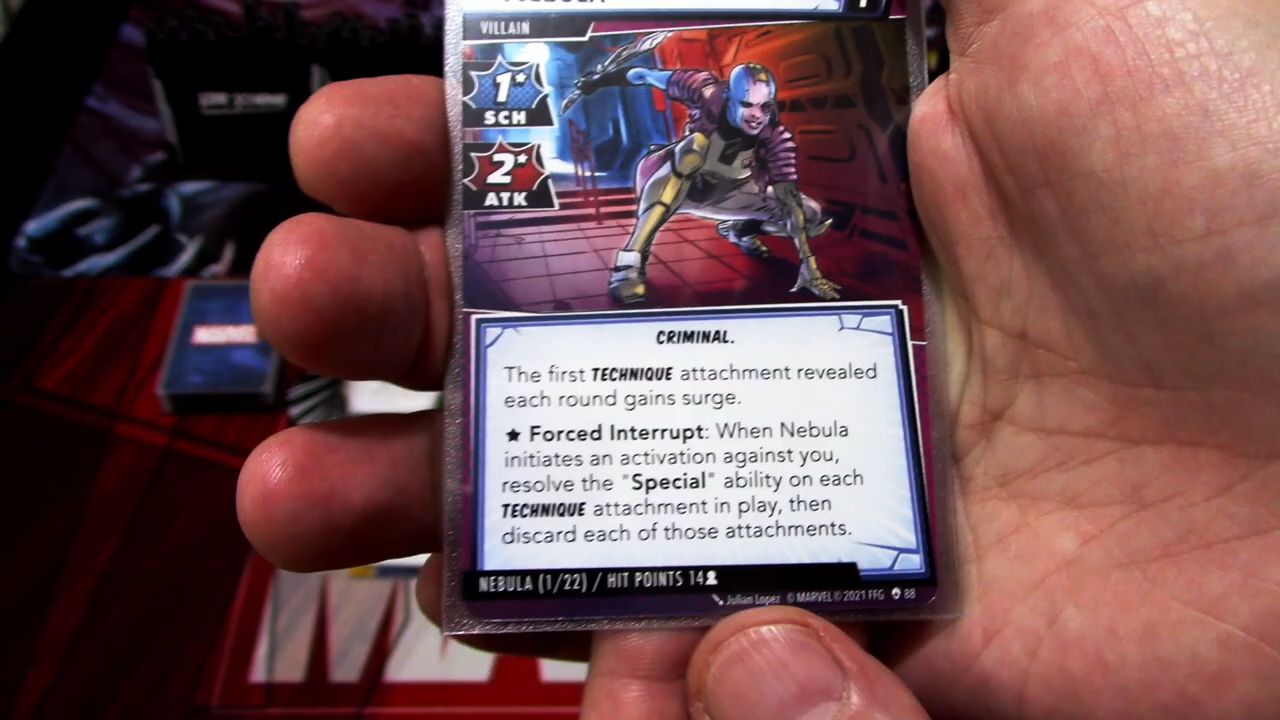 VILLAIN
1*
SCH
2*
ATK
CRIMINAL.
The first TECHNIQUE attachment revealed
each round gains surge.
★ Forced Interrupt: When Nebula
initiates an activation against you,
resolve the "Special" ability on each
TECHNIQUE attachment in play, then
discard each of those attachments.
NEBULA (1/22) / HIT POINTS 14
Julian Lopez © MARVEL © 2021 FFG 88
MARVEL